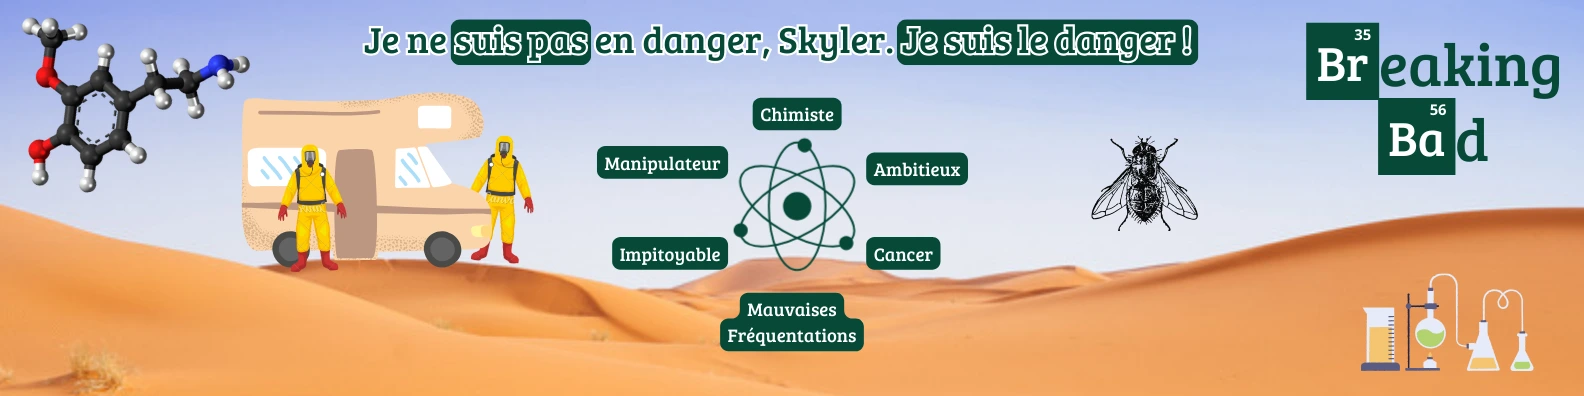 Je ne suis pas en danger, Skyler. Je suis le danger !
35
Breaking
56
Bad
Chimiste
Manipulateur
Ambitieux
Impitoyable
Cancer
Mauvaises
Fréquentations